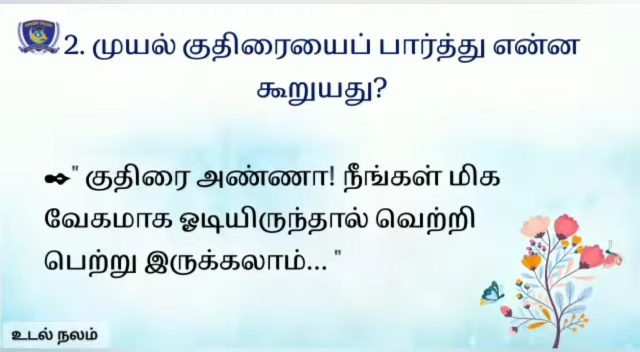 2. முயல் குதிரையைப் பார்த்து என்ன
கூறுயது?
✒" குதிரை அண்ணா! நீங்கள் மிக
வேகமாக ஓடியிருந்தால் வெற்றி
பெற்று இருக்கலாம்... "
உடல் நலம்